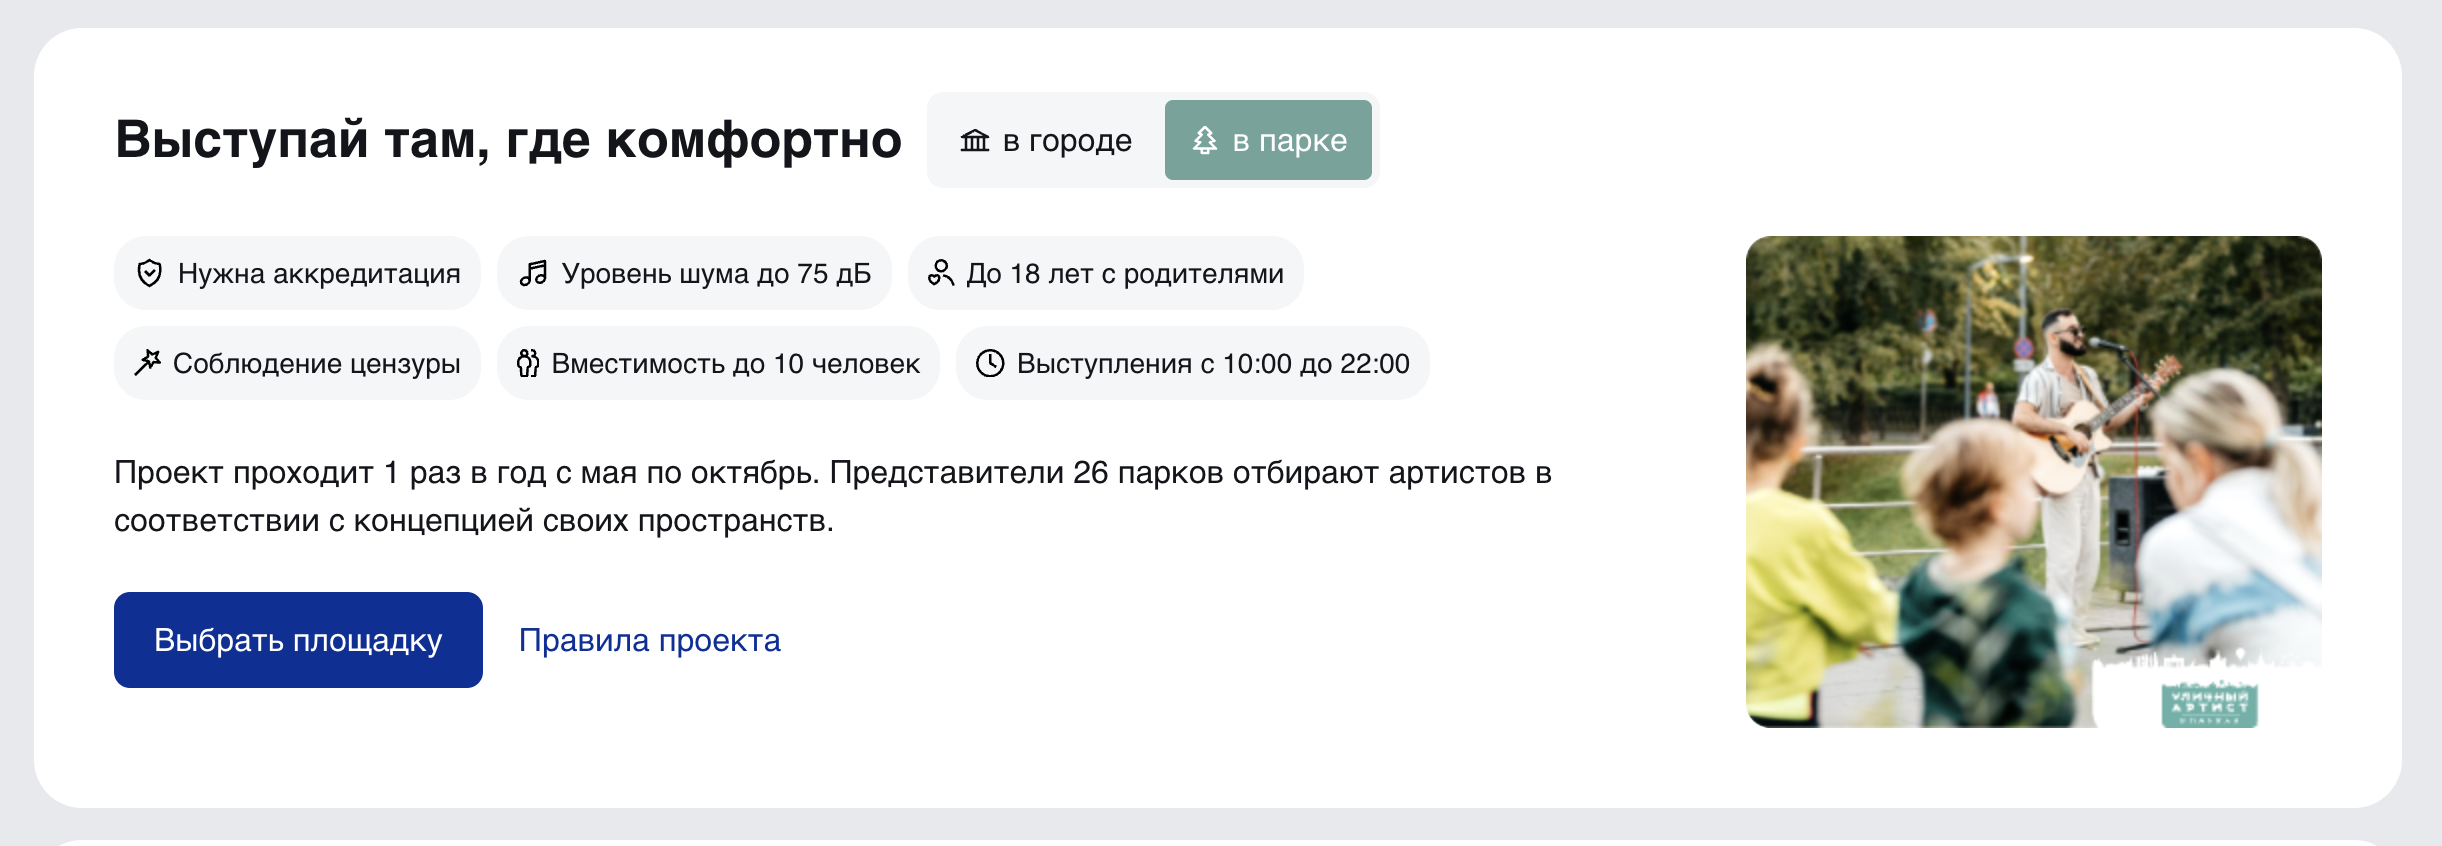 Выступай там, где комфортно
в городе
в парке
Нужна аккредитация
Уровень шума до 75 дБ
До 18 лет с родителями
Соблюдение цензуры
Вместимость до 10 человек
Выступления с 10:00 до 22:00
Проект проходит 1 раз в год с мая по октябрь. Представители 26 парков отбирают артистов в
соответствии с концепцией своих пространств.
Выбрать площадку
Правила проекта
УЛИЧНЫЙ
АРТИСТ